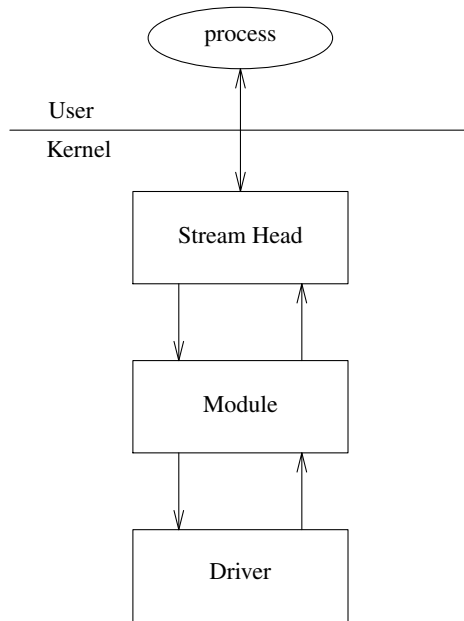 process
User
Kernel
Stream Head
Module
Driver